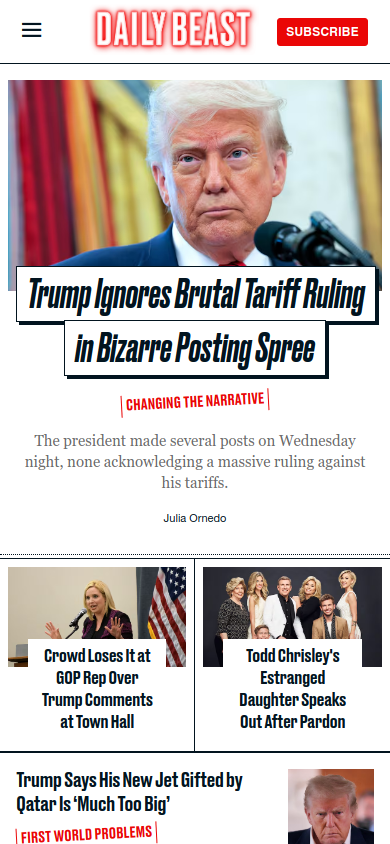 DAILY BEAST
SUBSCRIBE
Trump Ignores Brutal Tariff Ruling
in Bizarre Posting Spree
CHANGING THE NARRATIVE
The president made several posts on Wednesday
night, none acknowledging a massive ruling against
his tariffs.
Julia Ornedo
Crowd Loses It at
GOP Rep Over
Trump Comments
at Town Hall
Todd Chrisley's
Estranged
Daughter Speaks
Out After Pardon
Trump Says His New Jet Gifted by
Qatar Is ‘Much Too Big’
FIRST WORLD PROBLEMS